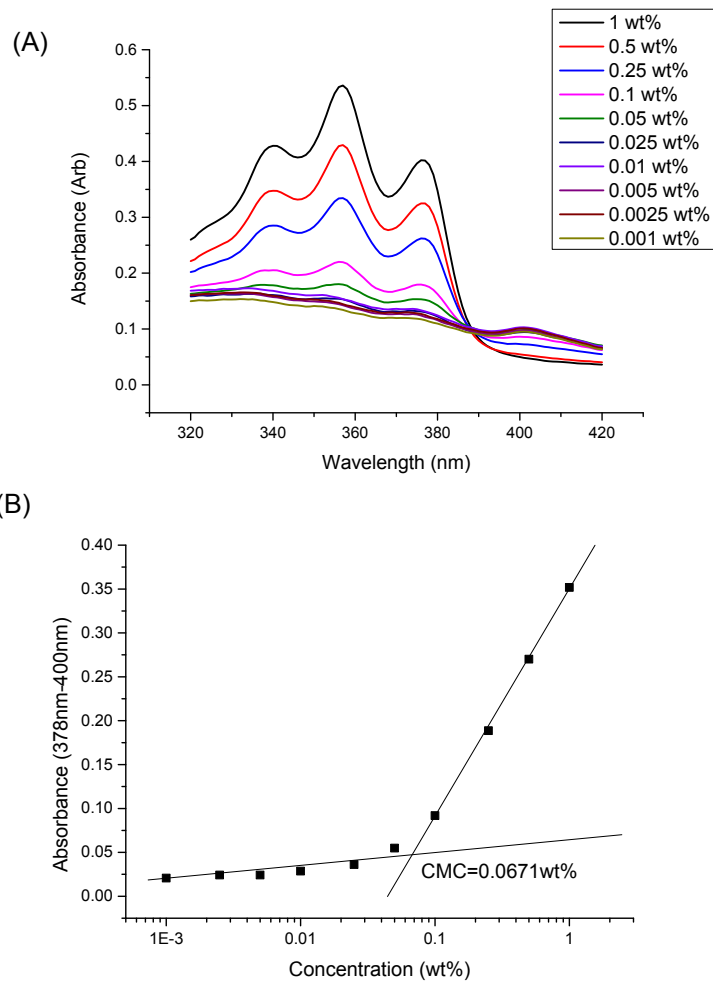 (A)
1 wt%
0.5 wt%
0.25 wt%
0.1 wt%
0.05 wt%
0.025 wt%
0.01 wt%
0.005 wt%
0.0025 wt%
0.001 wt%
Absorbance (Arb)
0.6
0.5
0.4
0.3
0.2
0.1
0.0
320 340 360 380 400 420
Wavelength (nm)
(B)
Absorbance (378nm-400nm)
0.40
0.35
0.30
0.25
0.20
0.15
0.10
0.05
0.00
CMC=0.0671wt%
1E-3 0.01 0.1 1
Concentration (wt%)